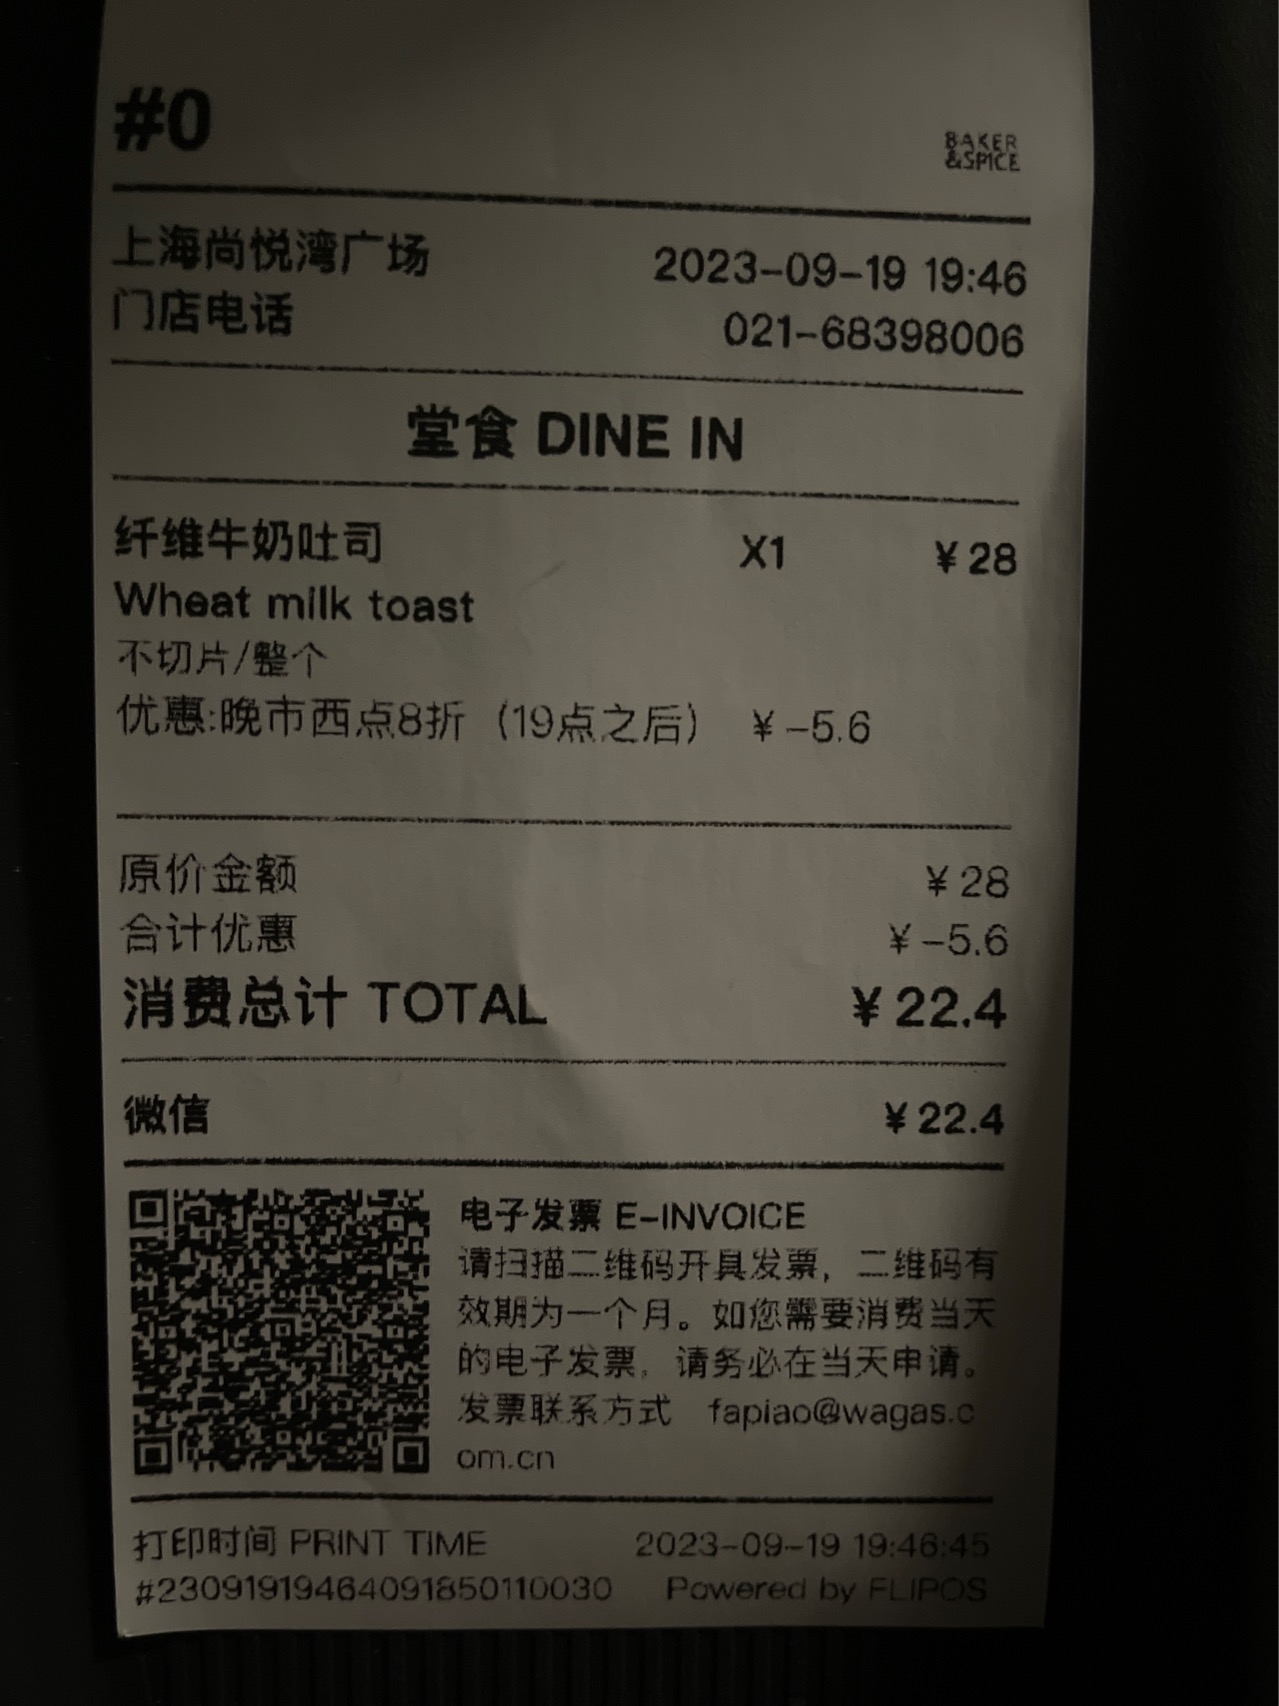 #0
BAKER
&SPICE
上海尚悦湾广场 2023-09-19 19:46
门店电话 021-68398006
堂食 DINE IN
纤维牛奶吐司 X1 ¥28
Wheat milk toast
不切片/整个
优惠:晚市西点8折（19点之后） ¥-5.6
原价金额 ¥28
合计优惠 ¥-5.6
消费总计 TOTAL ¥22.4
微信 ¥22.4
电子发票 E-INVOICE
请扫描二维码开具发票，二维码有
效期为一个月。如您需要消费当天
的电子发票，请务必在当天申请。
发票联系方式 fapiao@wagas.c
om.cn
打印时间 PRINT TIME 2023-09-19 19:46:45
#23091919464091850110030 Powered by FLIPOS